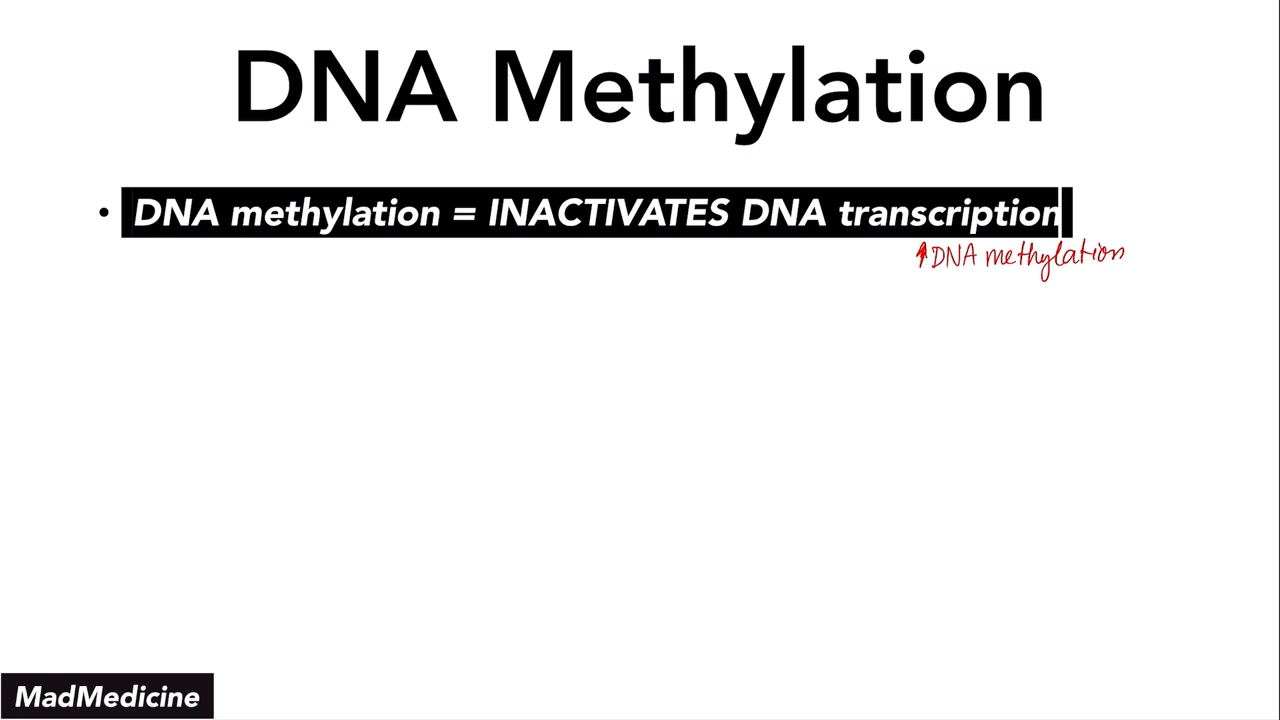 DNA Methylation
• DNA methylation = INACTIVATES DNA transcription
↑ DNA methylation
MadMedicine